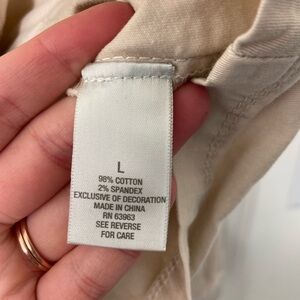 L
98% COTTON
2% SPANDEX
EXCLUSIVE OF DECORATION
MADE IN CHINA
RN 63963
SEE REVERSE
FOR CARE